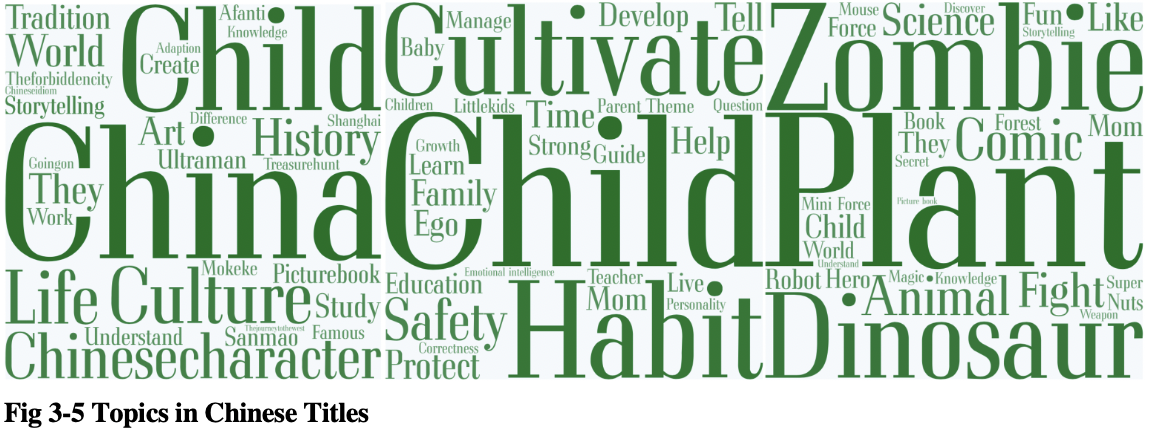 Tradition
World
Theforbiddencity
Chineseidiom
Storytelling
Child
Afanti
Knowledge
Adaption
Create
Difference
Shanghai
Art
History
Ultraman
Treasurehunt
China
Goingon
They
Work
Life
Culture
Mokeke
Picturebook
Study
Understand
Thejourneytothewest
Sanmao
Famous
Chinesecharacter
Cultivate
Manage
Develop
Tell
Baby
Children
Littlekids
Time
Parent
Theme
Question
Child
Strong
Guide
Help
Growth
Learn
Family
Ego
Education
Emotional intelligence
Teacher
Mom
Live
Personality
Safety
Correctness
Protect
Habit
Zombie
Mouse
Force
Science
Discover
Fun
Storytelling
Like
Plant
Book
They
Secret
Comic
Forest
Mom
Picture book
Mini Force
Child
World
Understand
Robot
Hero
Magic
Knowledge
Animal
Fight
Super
Nuts
Weapon
Dinosaur
Fig 3-5 Topics in Chinese Titles